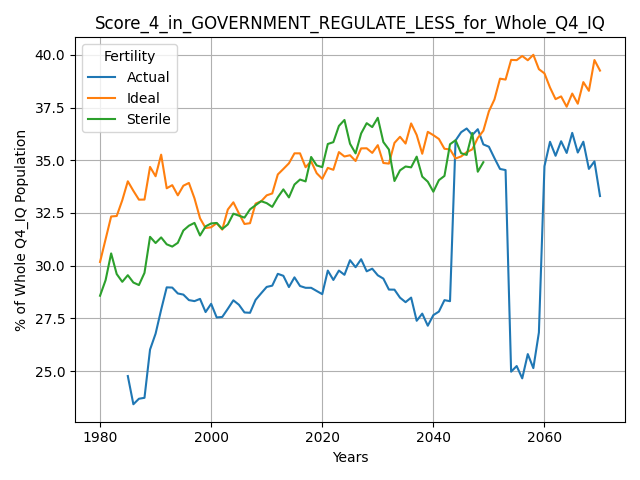 Score_4_in_GOVERNMENT_REGULATE_LESS_for_Whole_Q4_IQ
Fertility
Actual
Ideal
Sterile
% of Whole Q4_IQ Population
40.0
37.5
35.0
32.5
30.0
27.5
25.0
1980
2000
2020
2040
2060
Years